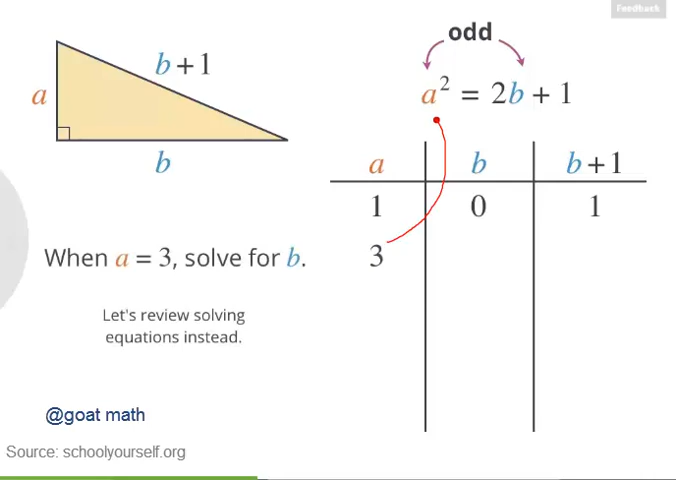 Feedback
odd
b + 1
a
a² = 2b + 1
b
a b b + 1
1 0 1
When a = 3, solve for b.
3
Let's review solving
equations instead.
@goat math
Source: schoolyourself.org